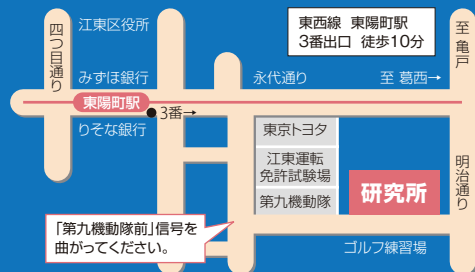 東西線 東陽町駅
3番出口 徒歩10分
四つ目通り
江東区役所
至 亀戸
みずほ銀行
永代通り
至 葛西→
東陽町駅
3番→
りそな銀行
東京トヨタ
江東運転
免許試験場
第九機動隊
研究所
明治通り
「第九機動隊前」信号を
曲がってください。
ゴルフ練習場